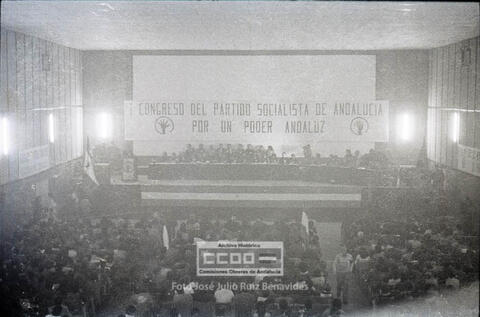 I CONGRESO DEL PARTIDO SOCIALISTA DE ANDALUCIA
POR UN PODER ANDALUZ
Archivo Histórico
CCOO
Comisiones Obreras de Andalucía
Foto José Julio Ruiz Benavides